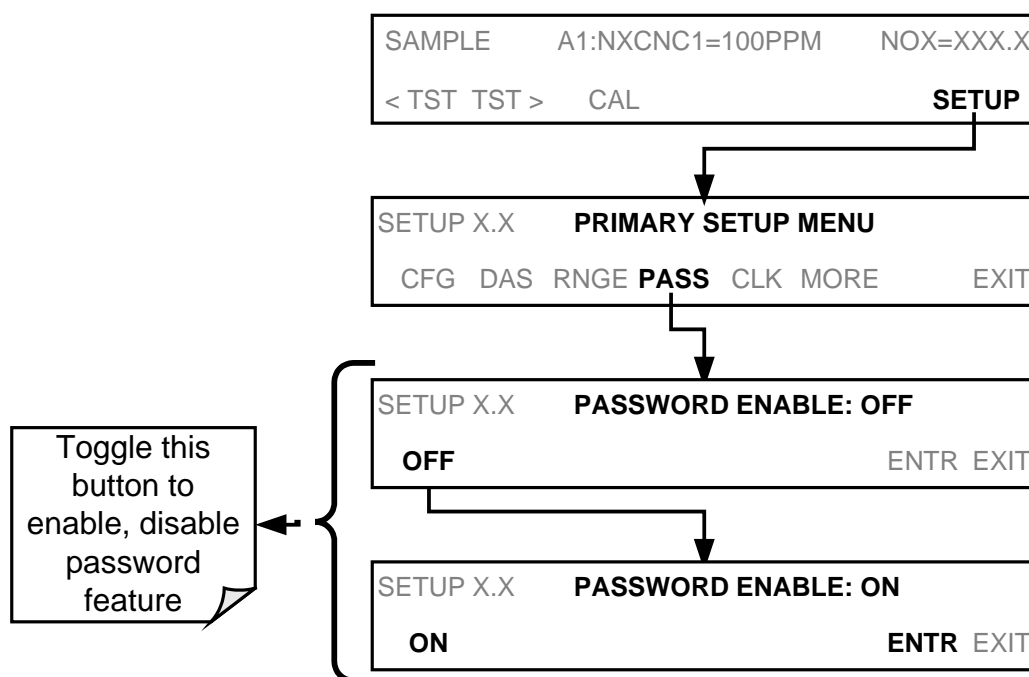 SAMPLE A1:NXCNC1=100PPM NOX=XXX.X
< TST TST > CAL SETUP
SETUP X.X PRIMARY SETUP MENU
CFG DAS RNGE PASS CLK MORE EXIT
SETUP X.X PASSWORD ENABLE: OFF
OFF ENTR EXIT
Toggle this
button to
enable, disable
password
feature
SETUP X.X PASSWORD ENABLE: ON
ON ENTR EXIT